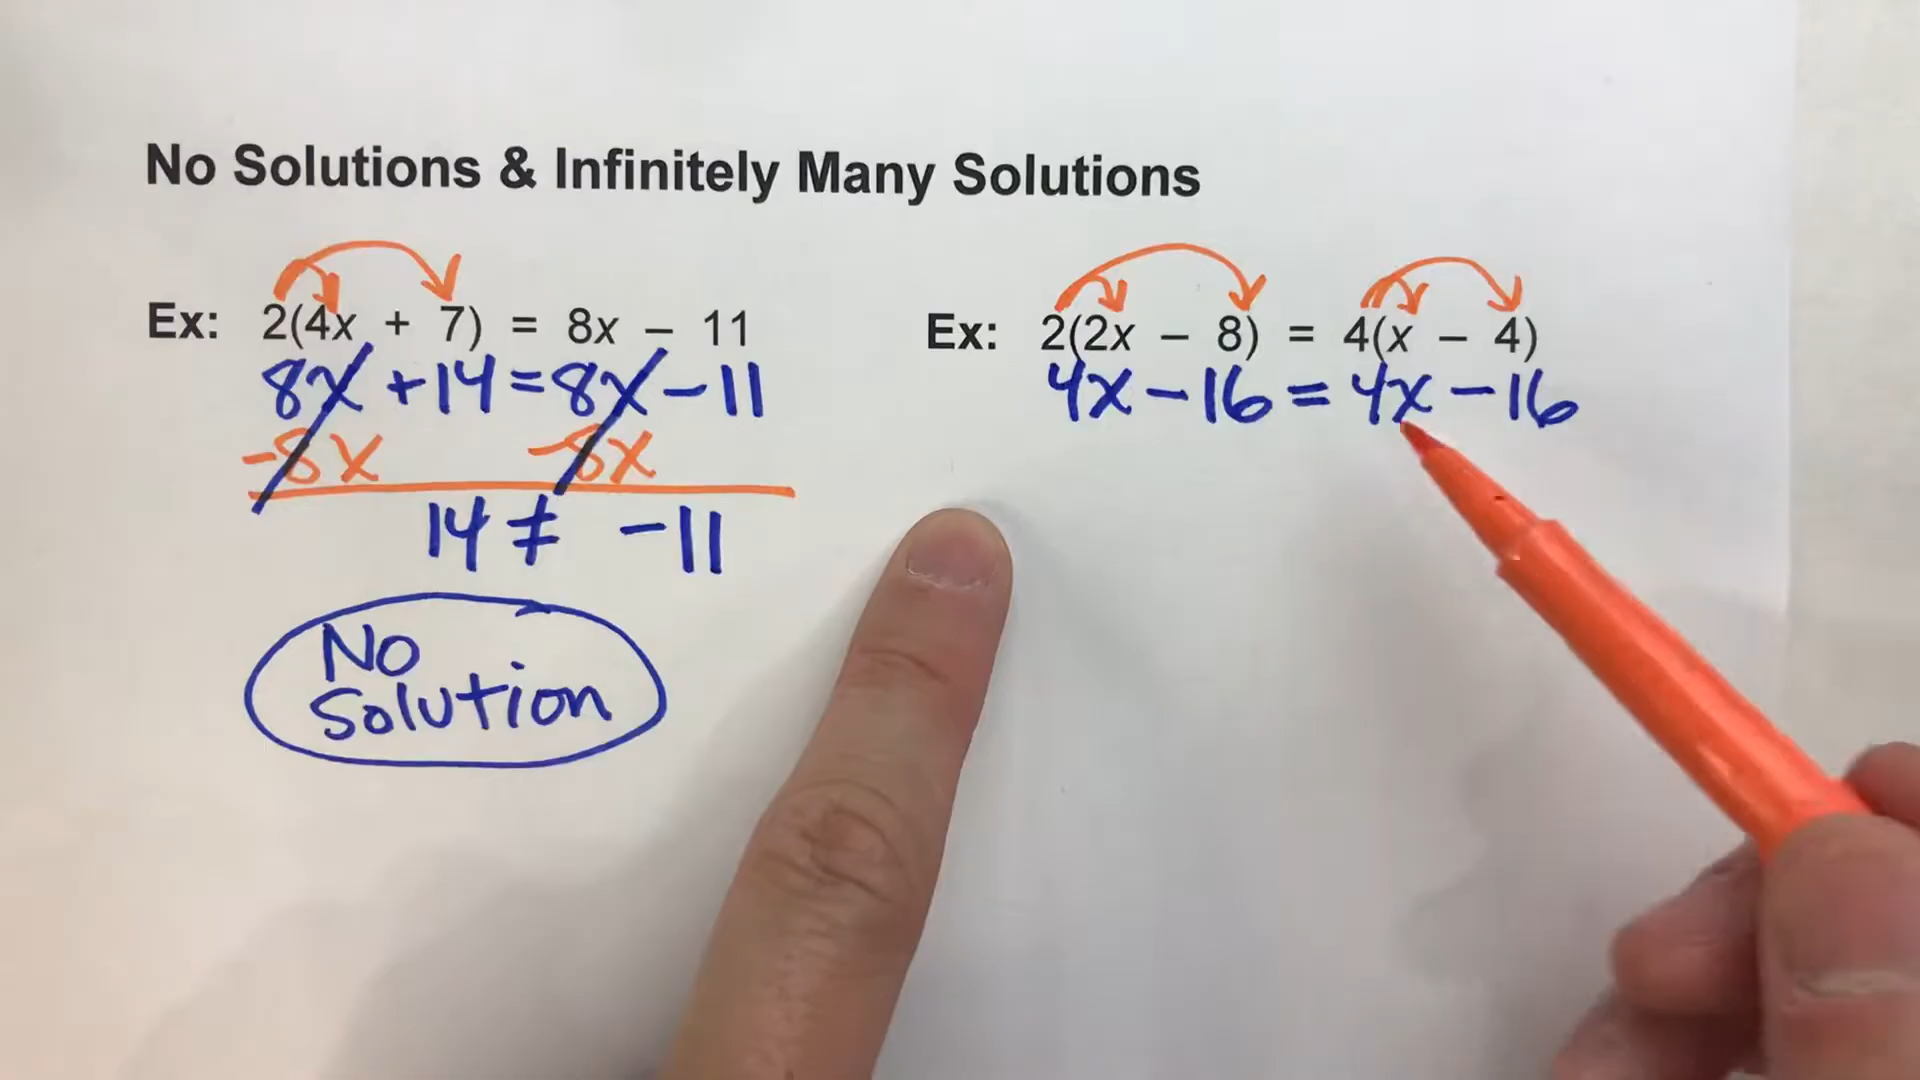 No Solutions & Infinitely Many Solutions
Ex: 2(4x + 7) = 8x – 11
8x + 14 = 8x - 11
-8x -8x
14 ≠ -11
No
Solution
Ex: 2(2x – 8) = 4(x – 4)
4x - 16 = 4x - 16